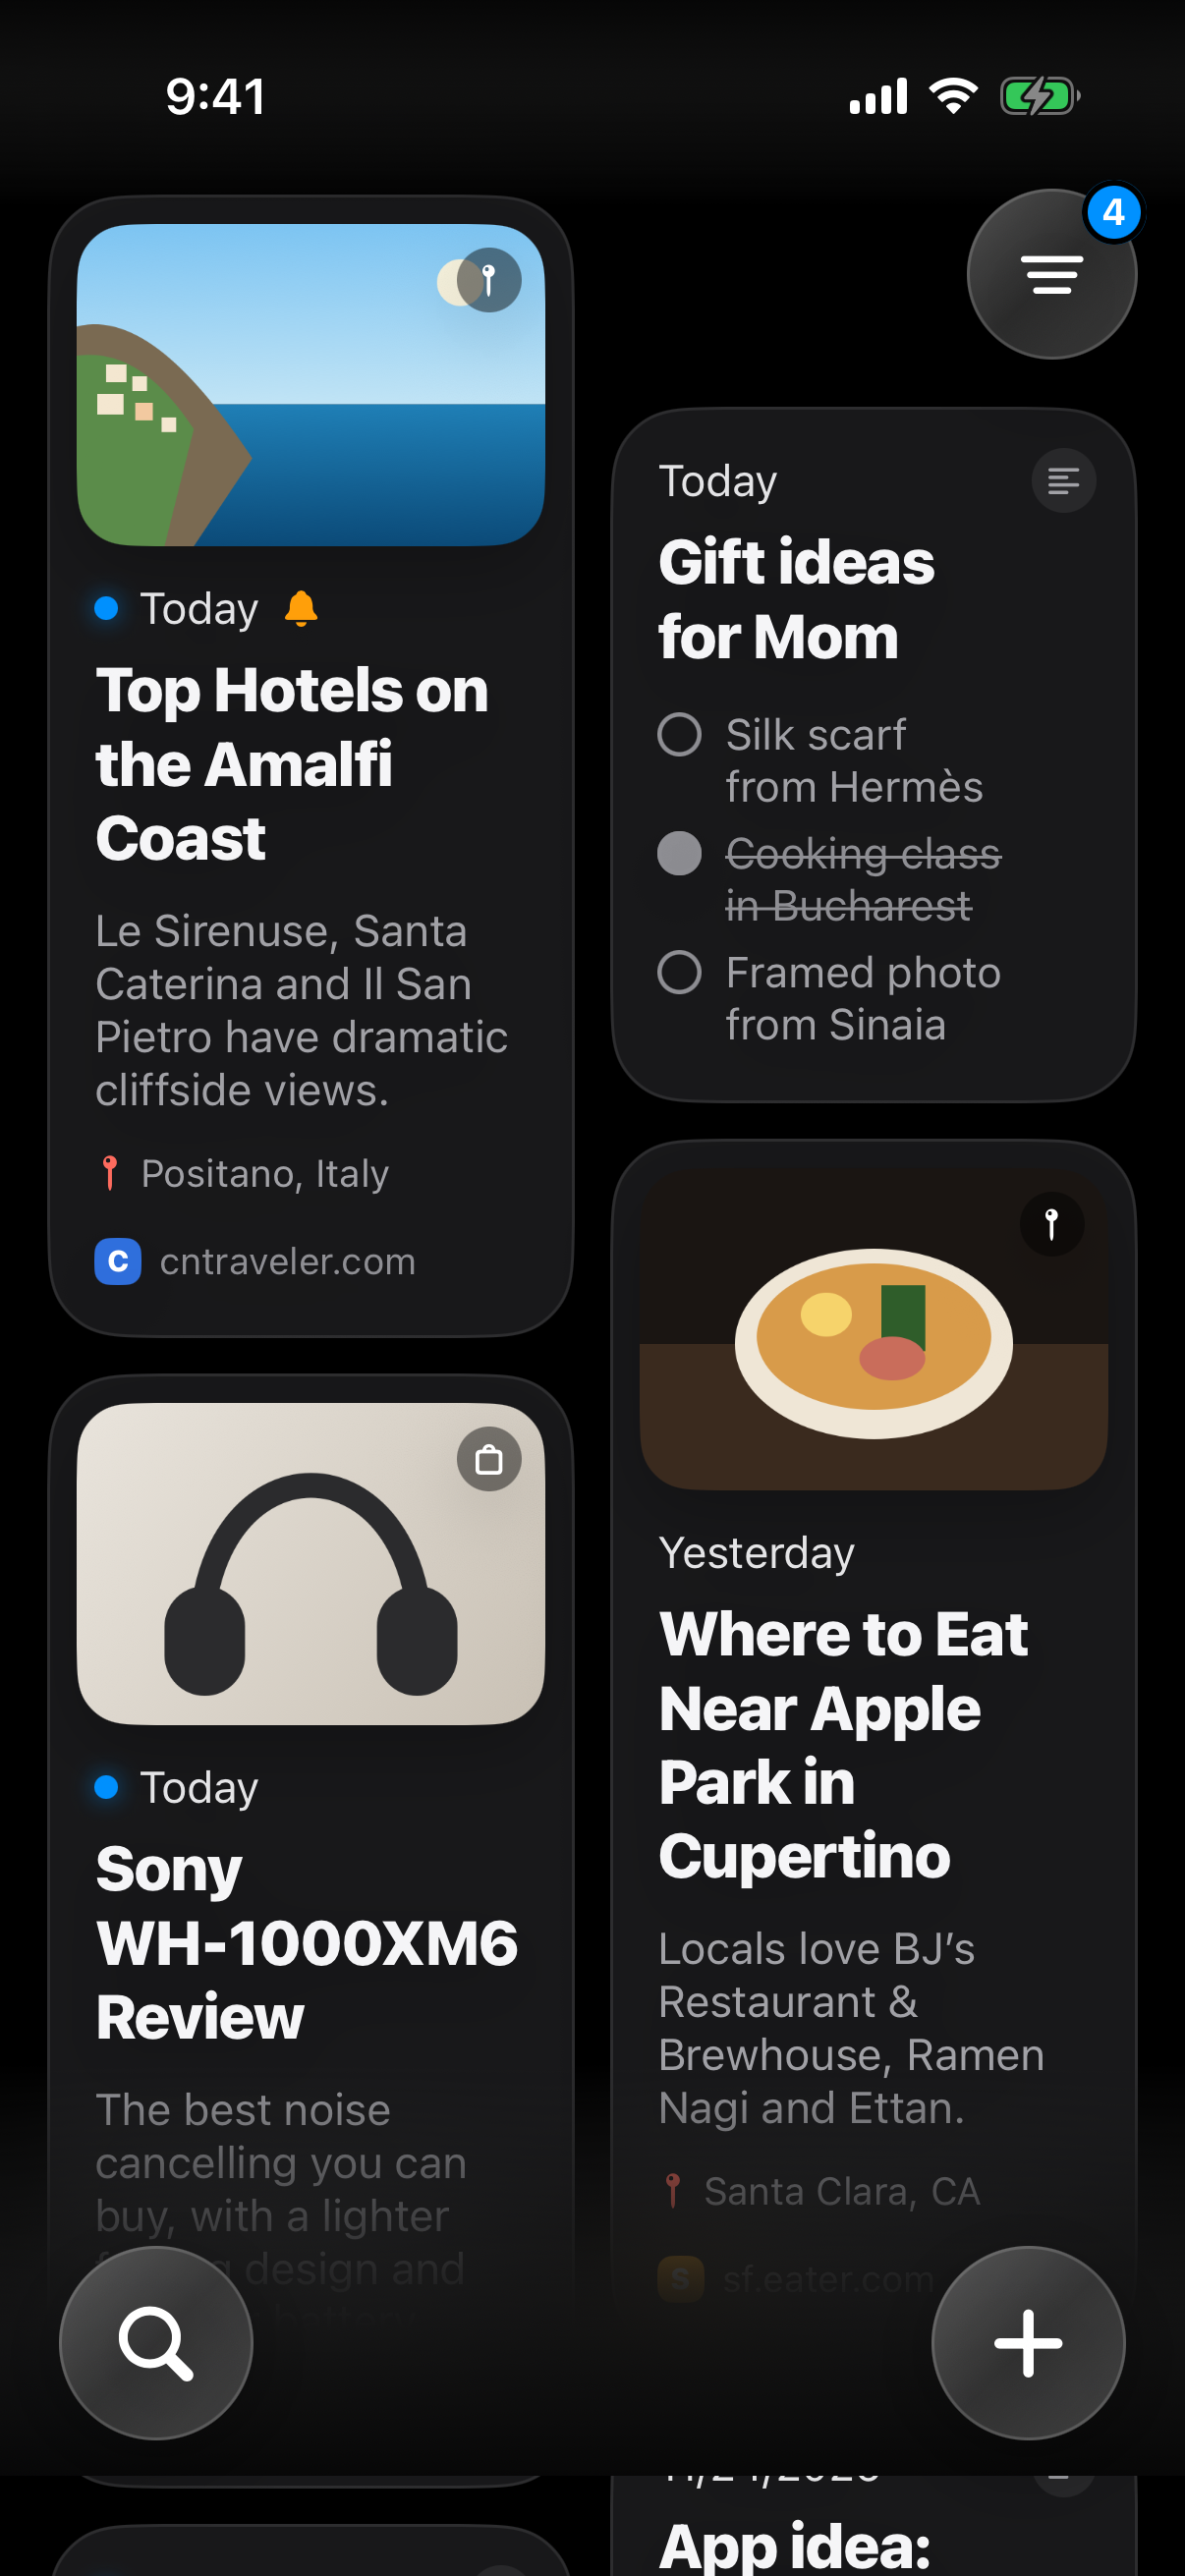 9:41
4
Today
Top Hotels on
the Amalfi
Coast
Le Sirenuse, Santa
Caterina and Il San
Pietro have dramatic
cliffside views.
Positano, Italy
C cntraveler.com
Today
Sony
WH-1000XM6
Review
The best noise
cancelling you can
buy, with a lighter
design and
battery
Today
Gift ideas
for Mom
Silk scarf
from Hermès
Cooking class
in Bucharest
Framed photo
from Sinaia
Yesterday
Where to Eat
Near Apple
Park in
Cupertino
Locals love BJ’s
Restaurant &
Brewhouse, Ramen
Nagi and Ettan.
Santa Clara, CA
S sf.eater.com
App idea: